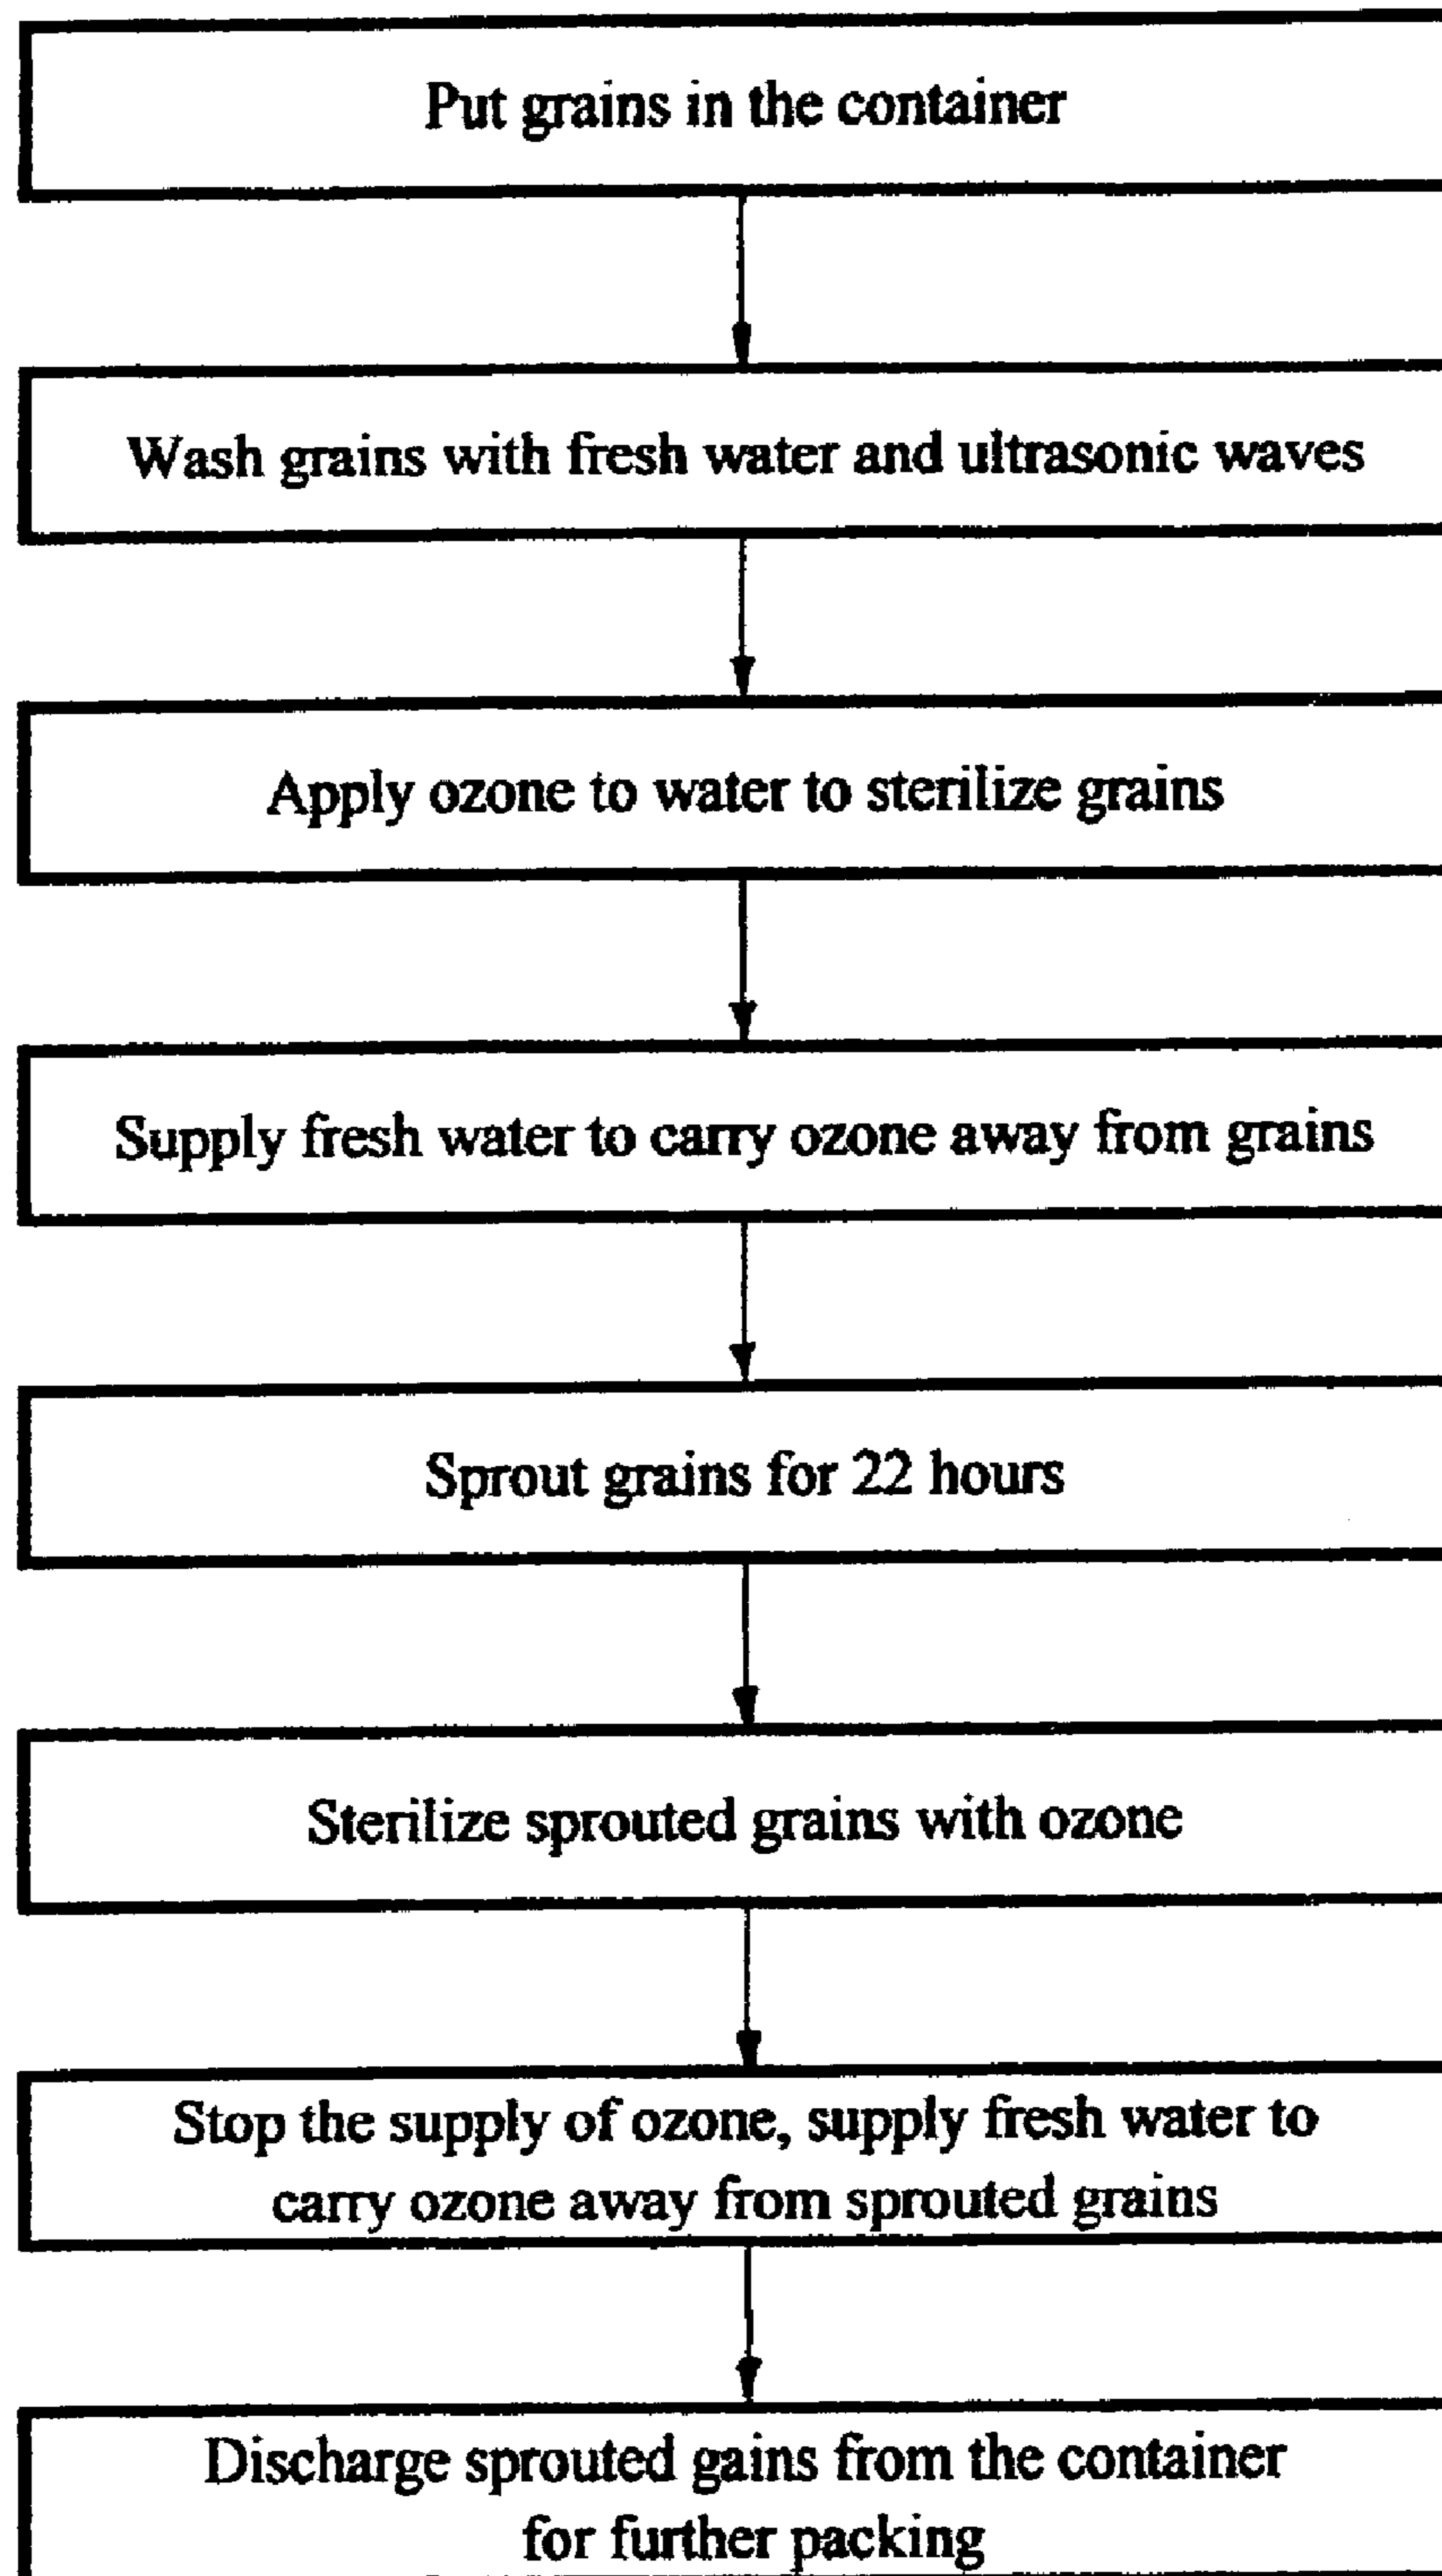 Put grains in the container
Wash grains with fresh water and ultrasonic waves
Apply ozone to water to sterilize grains
Supply fresh water to carry ozone away from grains
Sprout grains for 22 hours
Sterilize sprouted grains with ozone
Stop the supply of ozone, supply fresh water to
carry ozone away from sprouted grains
Discharge sprouted gains from the container
for further packing